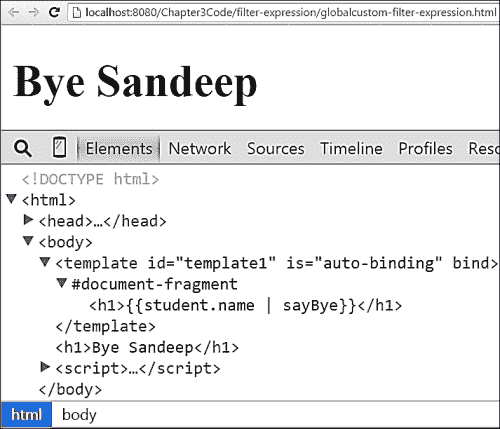 localhost:8080/Chapter3Code/filter-expression/globalcustom-filter-expression.html
Bye Sandeep
Elements Network Sources Timeline Profiles Reso
<!DOCTYPE html>
<html>
<head>…</head>
<body>
<template id="template1" is="auto-binding" bind>
#document-fragment
<h1>{{student.name | sayBye}}</h1>
</template>
<h1>Bye Sandeep</h1>
<script>…</script>
</body>
html body